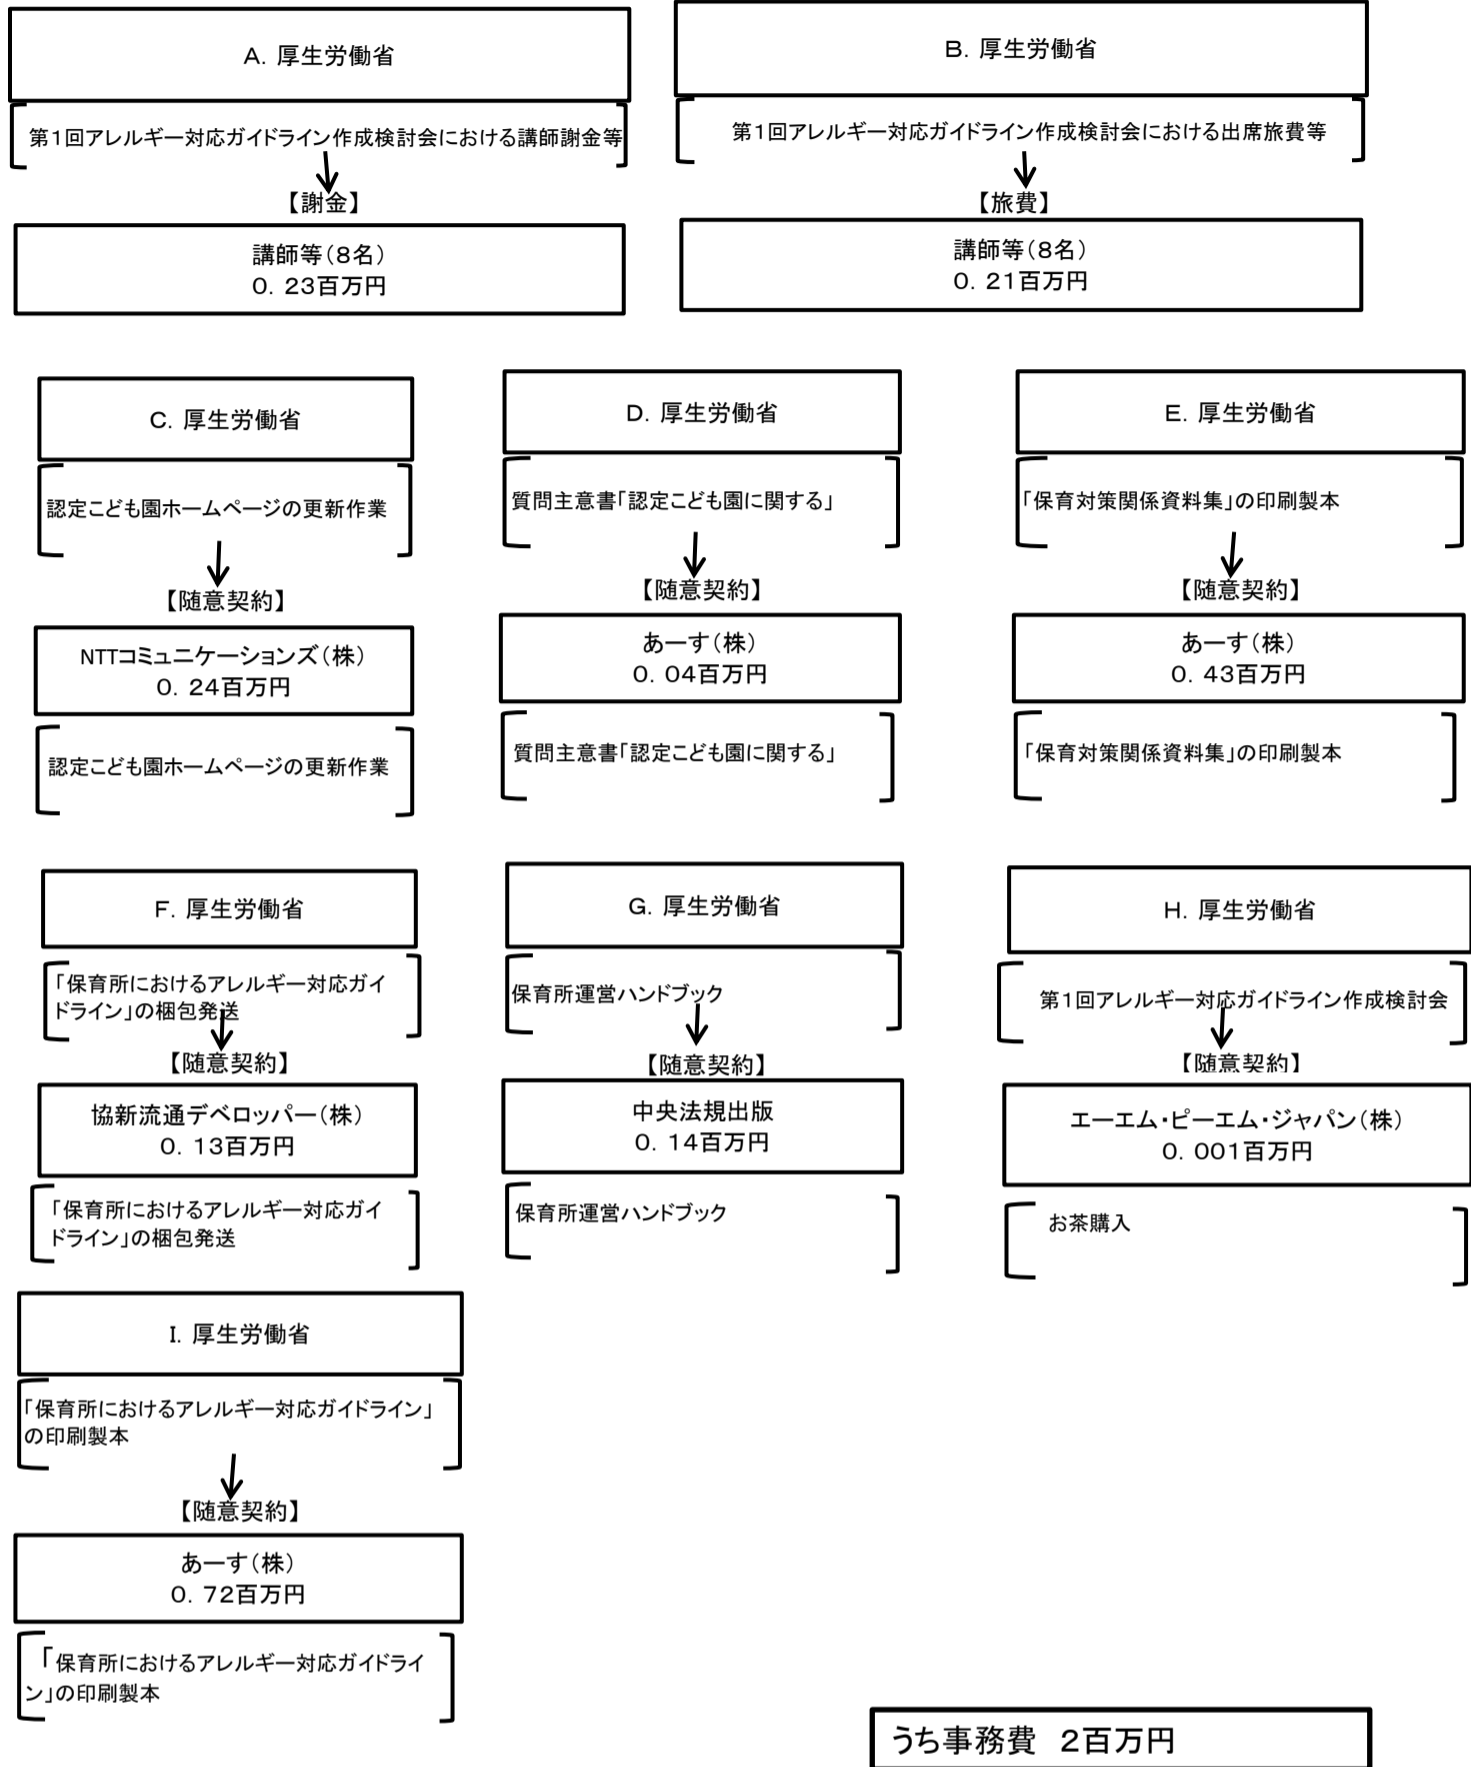 A．厚生労働省
第1回アレルギー対応ガイドライン作成検討会における講師謝金等
【謝金】
講師等（８名）
０．２３百万円
B．厚生労働省
第1回アレルギー対応ガイドライン作成検討会における出席旅費等
【旅費】
講師等（８名）
０．２１百万円
C．厚生労働省
認定こども園ホームページの更新作業
【随意契約】
NTTコミュニケーションズ（株）
０．２４百万円
認定こども園ホームページの更新作業
D．厚生労働省
質問主意書「認定こども園に関する」
【随意契約】
あーす（株）
０．０４百万円
質問主意書「認定こども園に関する」
E．厚生労働省
「保育対策関係資料集」の印刷製本
【随意契約】
あーす（株）
０．４３百万円
「保育対策関係資料集」の印刷製本
F．厚生労働省
「保育所におけるアレルギー対応ガイ
ドライン」の梱包発送
【随意契約】
協新流通デベロッパー（株）
０．１３百万円
「保育所におけるアレルギー対応ガイ
ドライン」の梱包発送
G．厚生労働省
保育所運営ハンドブック
【随意契約】
中央法規出版
０．１４百万円
保育所運営ハンドブック
H．厚生労働省
第1回アレルギー対応ガイドライン作成検討会
【随意契約】
エーエム・ピーエム・ジャパン（株）
０．００１百万円
お茶購入
I．厚生労働省
「保育所におけるアレルギー対応ガイドライン」
の印刷製本
【随意契約】
あーす（株）
０．７２百万円
「保育所におけるアレルギー対応ガイドライ
ン」の印刷製本
うち事務費　２百万円